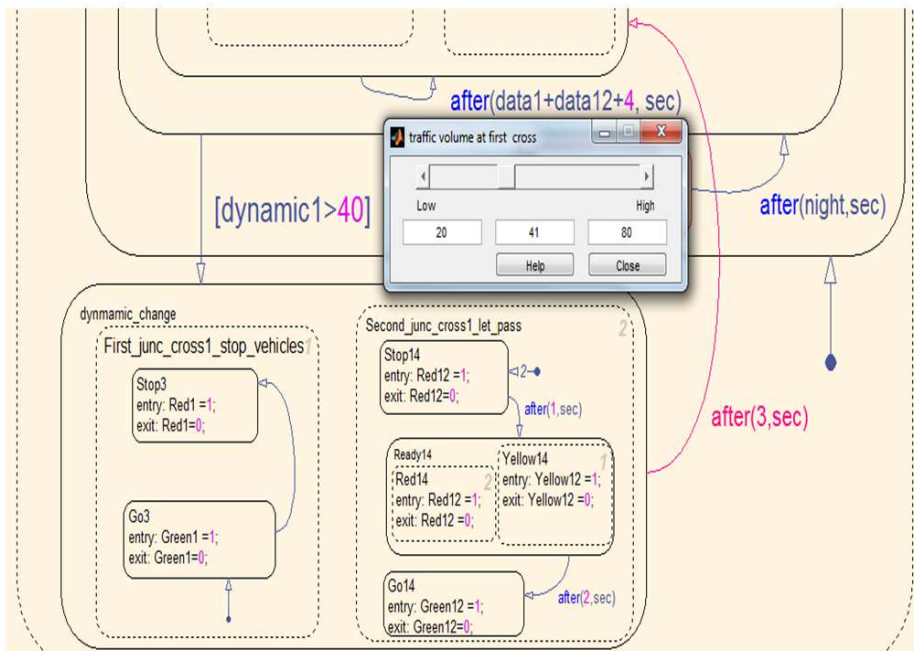 after(data1+data12+4, sec)
traffic volume at first cross
Low
High
20
41
80
Help
Close
[dynamic1>40]
after(night,sec)
dynmamic_change
First_junc_cross1_stop_vehicles
1
Stop3
entry: Red1 =1;
exit: Red1=0;
Go3
entry: Green1 =1;
exit: Green1=0;
Second_junc_cross1_let_pass
2
Stop14
entry: Red12 =1;
exit: Red12=0;
2
after(1,sec)
Ready14
Red14
2
entry: Red12 =1;
exit: Red12 =0;
Yellow14
1
entry: Yellow12 =1;
exit: Yellow12 =0;
Go14
entry: Green12 =1;
exit: Green12=0;
after(2,sec)
after(3,sec)